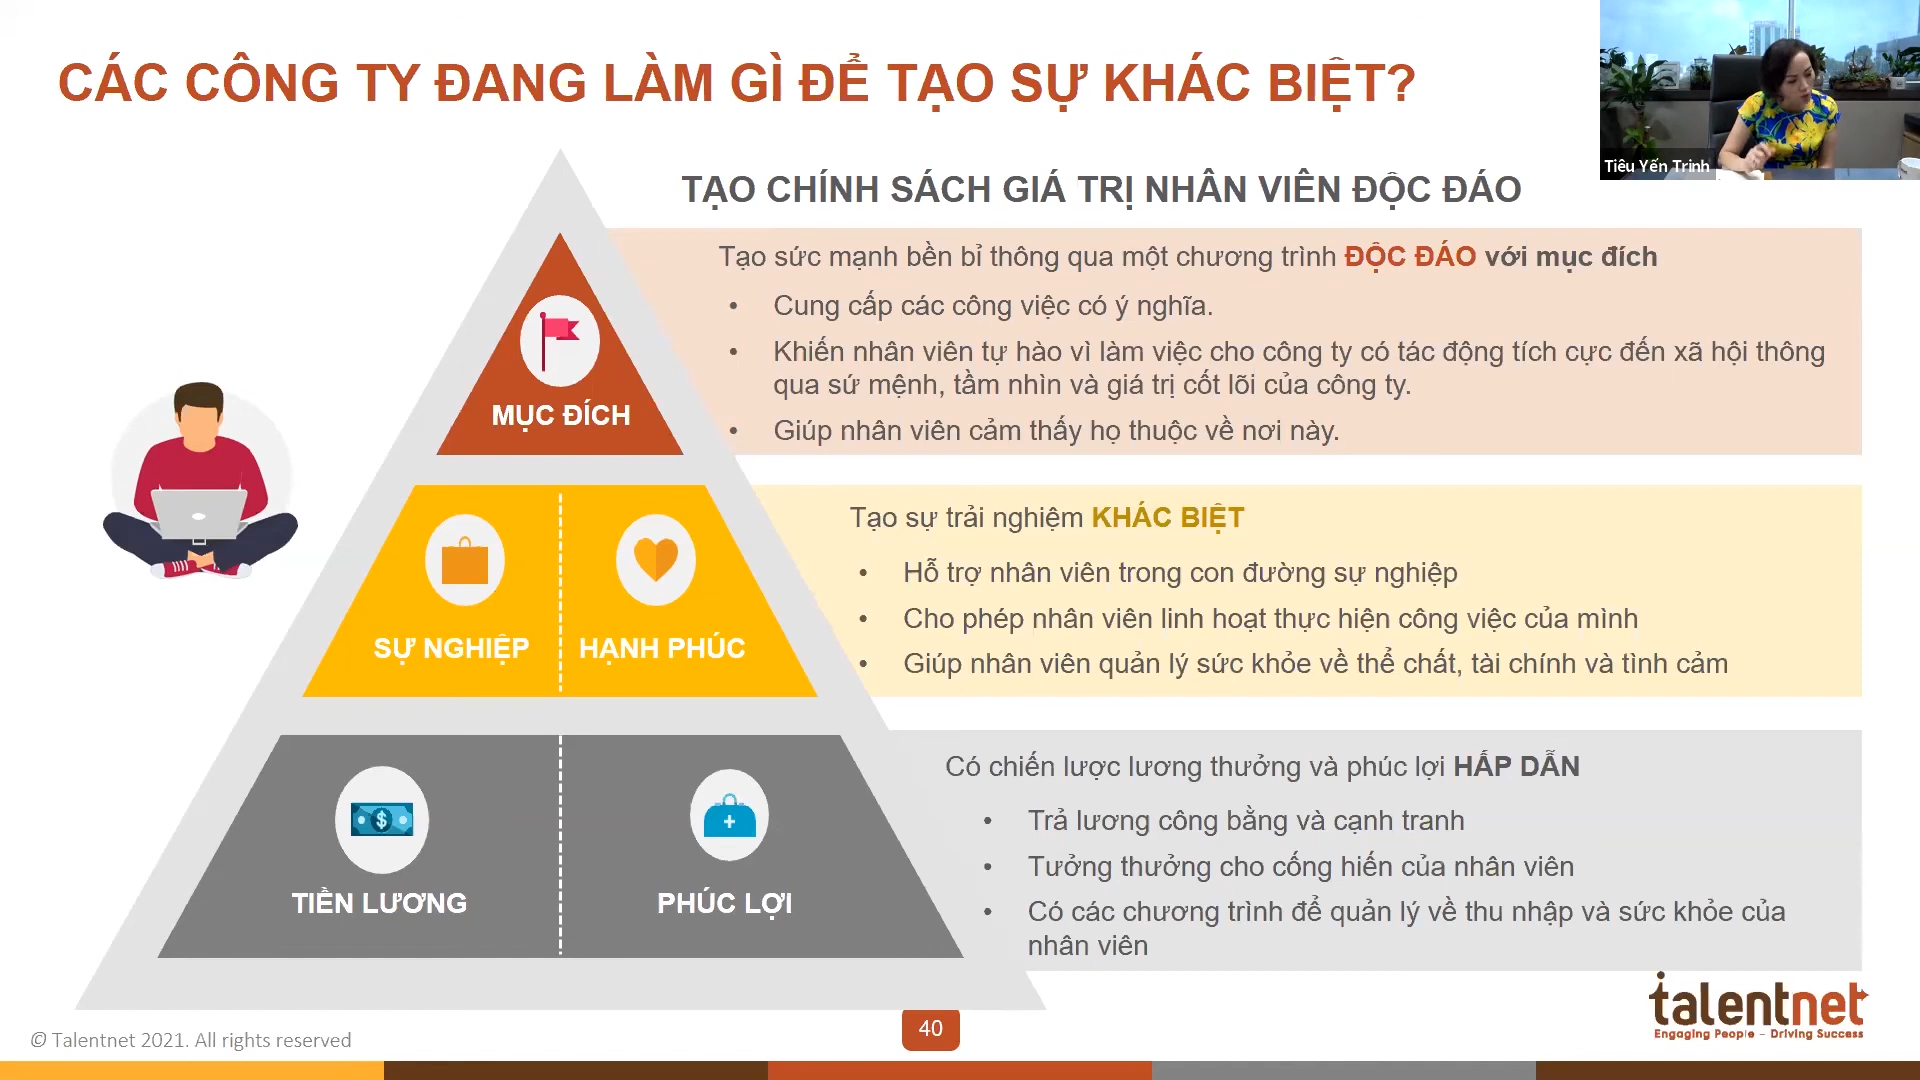 CÁC CÔNG TY ĐANG LÀM GÌ ĐỂ TẠO SỰ KHÁC BIỆT?
Tiêu Yến Trinh
TẠO CHÍNH SÁCH GIÁ TRỊ NHÂN VIÊN ĐỘC ĐÁO
MỤC ĐÍCH
Tạo sức mạnh bền bỉ thông qua một chương trình ĐỘC ĐÁO với mục đích
• Cung cấp các công việc có ý nghĩa.
• Khiến nhân viên tự hào vì làm việc cho công ty có tác động tích cực đến xã hội thông
qua sứ mệnh, tầm nhìn và giá trị cốt lõi của công ty.
• Giúp nhân viên cảm thấy họ thuộc về nơi này.
SỰ NGHIỆP
HẠNH PHÚC
Tạo sự trải nghiệm KHÁC BIỆT
• Hỗ trợ nhân viên trong con đường sự nghiệp
• Cho phép nhân viên linh hoạt thực hiện công việc của mình
• Giúp nhân viên quản lý sức khỏe về thể chất, tài chính và tình cảm
$
TIỀN LƯƠNG
PHÚC LỢI
Có chiến lược lương thưởng và phúc lợi HẤP DẪN
• Trả lương công bằng và cạnh tranh
• Tưởng thưởng cho cống hiến của nhân viên
• Có các chương trình để quản lý về thu nhập và sức khỏe của
nhân viên
© Talentnet 2021. All rights reserved
40
talentnet
Engaging People – Driving Success